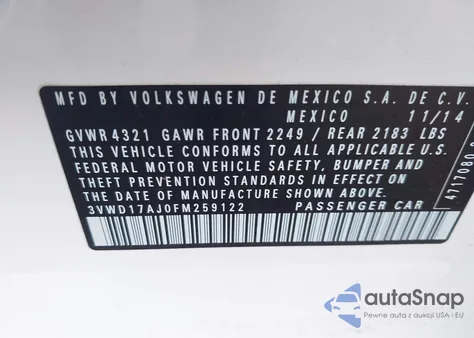 MFD BY VOLKSWAGEN DE MEXICO S.A. DE C.V.
MEXICO 11/14
GVWR 4321 GAWR FRONT 2249 / REAR 2183 LBS
THIS VEHICLE CONFORMS TO ALL APPLICABLE U.S.
FEDERAL MOTOR VEHICLE SAFETY, BUMPER AND
THEFT PREVENTION STANDARDS IN EFFECT ON THE
DATE OF MANUFACTURE SHOWN ABOVE.
3VWD17AJ0FM259122 PASSENGER CAR
4717080
autoSnap
Pewne auta z USA i EU